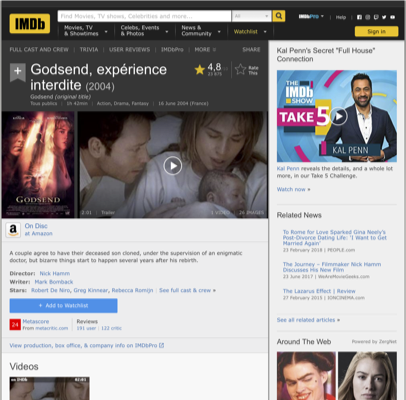 IMDb
Find Movies, TV shows, Celebrities and more...
All
Movies, TV
& Showtimes
Celebs, Events
& Photos
News &
Community
Watchlist
IMDbPro
Help
Sign in
FULL CAST AND CREW | TRIVIA | USER REVIEWS | IMDbPro | MORE
SHARE
Godsend, expérience
interdite (2004)
Godsend (original title)
Tous publics | 1h 42min | Action, Drama, Fantasy | 16 June 2004 (France)
4,8
Rate
This
GODSEND
2:01 | Trailer
1 VIDEO | 26 IMAGES
On Disc
at Amazon
A couple agree to have their deceased son cloned, under the supervision of an enigmatic
doctor, but bizarre things start to happen several years after his rebirth.
Director: Nick Hamm
Writer: Mark Bomback
Stars: Robert De Niro, Greg Kinnear, Rebecca Romijn | See full cast & crew »
+ Add to Watchlist
24
Metascore
From metacritic.com
Reviews
191 user | 122 critic
View production, box office, & company info on IMDbPro
Videos
Kal Penn's Secret "Full House"
Connection
THE
IMDb
SHOW
TAKE 5
KAL PENN
Kal Penn reveals the details, and a whole lot
more, in our Take 5 Challenge.
Watch now »
Related News
To Rome for Love Sparked Gina Neely's
Post-Divorce Dating Life: 'I Want to Get
Married Again'
23 February 2018 | PEOPLE.com
The Journey – Filmmaker Nick Hamm
Discusses His New Film
23 June 2017 | WeAreMovieGeeks.com
The Lazarus Effect | Review
27 February 2015 | IONCINEMA.com
See all related articles »
Around The Web
Powered by ZergNet